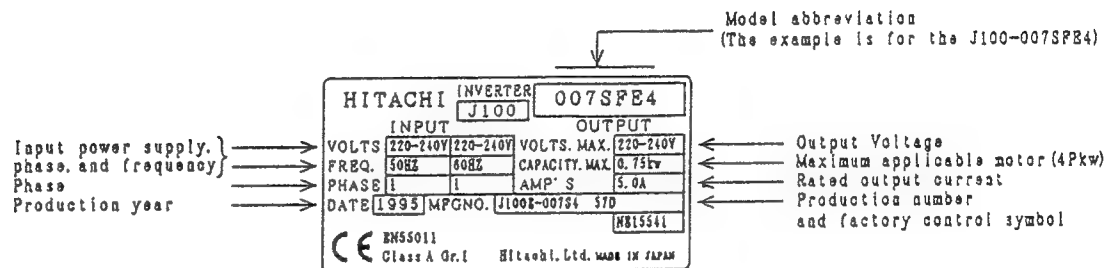 Model abbreviation
(The example is for the J100-007SFE4)
HITACHI INVERTER J100 007SFE4
INPUT OUTPUT
Input power supply, phase, and frequency
VOLTS 220-240V 220-240V VOLTS. MAX. 220-240V
Output Voltage
FREQ. 50HZ 60HZ CAPACITY. MAX. 0.75kw
Maximum applicable motor (4Pkw)
Phase
PHASE 1 1 AMP'S 5.0A
Rated output current
Production year
DATE 1995 MFGNO. J100E-007S4 57D
Production number
and factory control symbol
NE15541
CE EN55011
Class A Gr.1 Hitachi, Ltd. MADE IN JAPAN